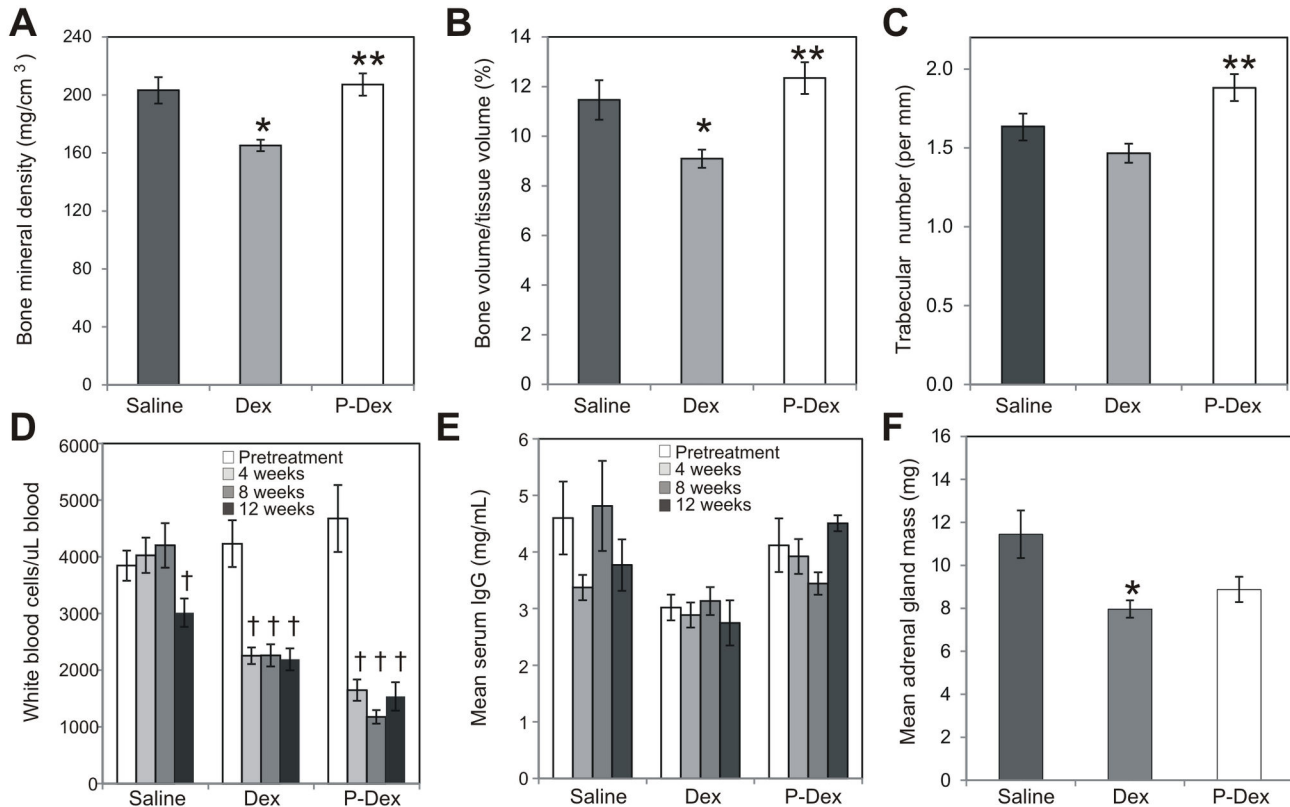 A
Bone mineral density (mg/cm 3)
240
200
160
120
80
40
0
*
**
Saline Dex P-Dex
B
Bone volume/tissue volume (%)
14
12
10
8
6
4
2
0
*
**
Saline Dex P-Dex
C
Trabecular number (per mm)
2.0
1.5
1.0
0.5
0.0
**
Saline Dex P-Dex
D
White blood cells/uL blood
6000
5000
4000
3000
2000
1000
0
Pretreatment
4 weeks
8 weeks
12 weeks
†
† † †
† † †
Saline Dex P-Dex
E
Mean serum IgG (mg/mL)
6
5
4
3
2
1
0
Pretreatment
4 weeks
8 weeks
12 weeks
Saline Dex P-Dex
F
Mean adrenal gland mass (mg)
16
14
12
10
8
6
4
2
0
*
Saline Dex P-Dex